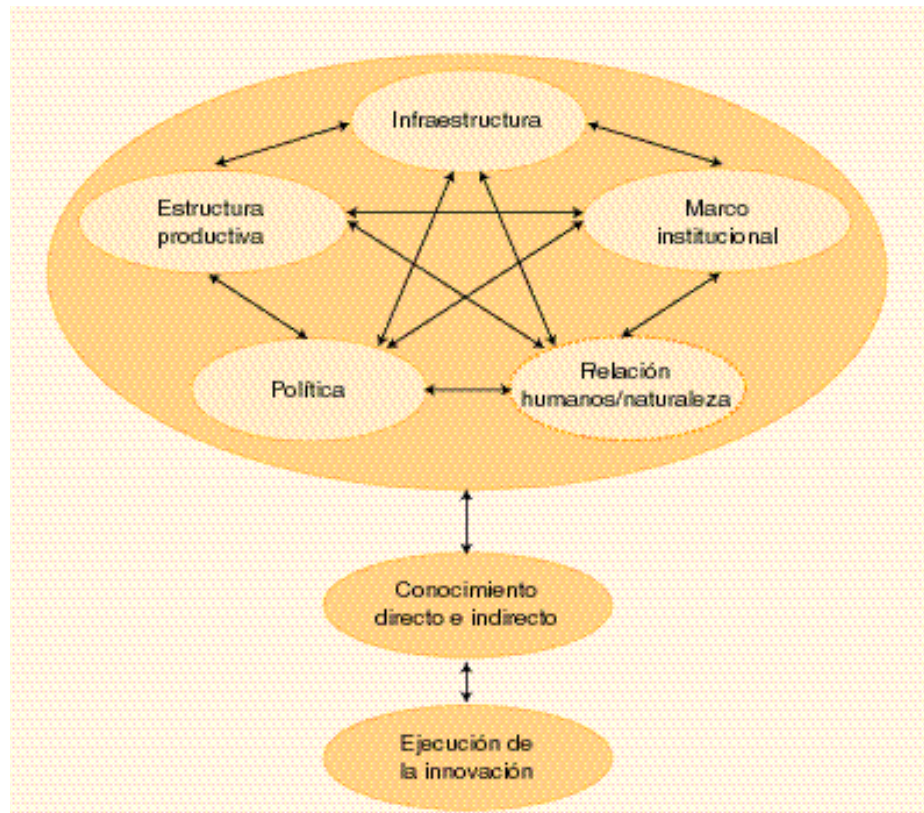 Infraestructura
Estructura
productiva
Marco
institucional
Política
Relación
humanos/naturaleza
Conocimiento
directo e indirecto
Ejecución de
la innovación